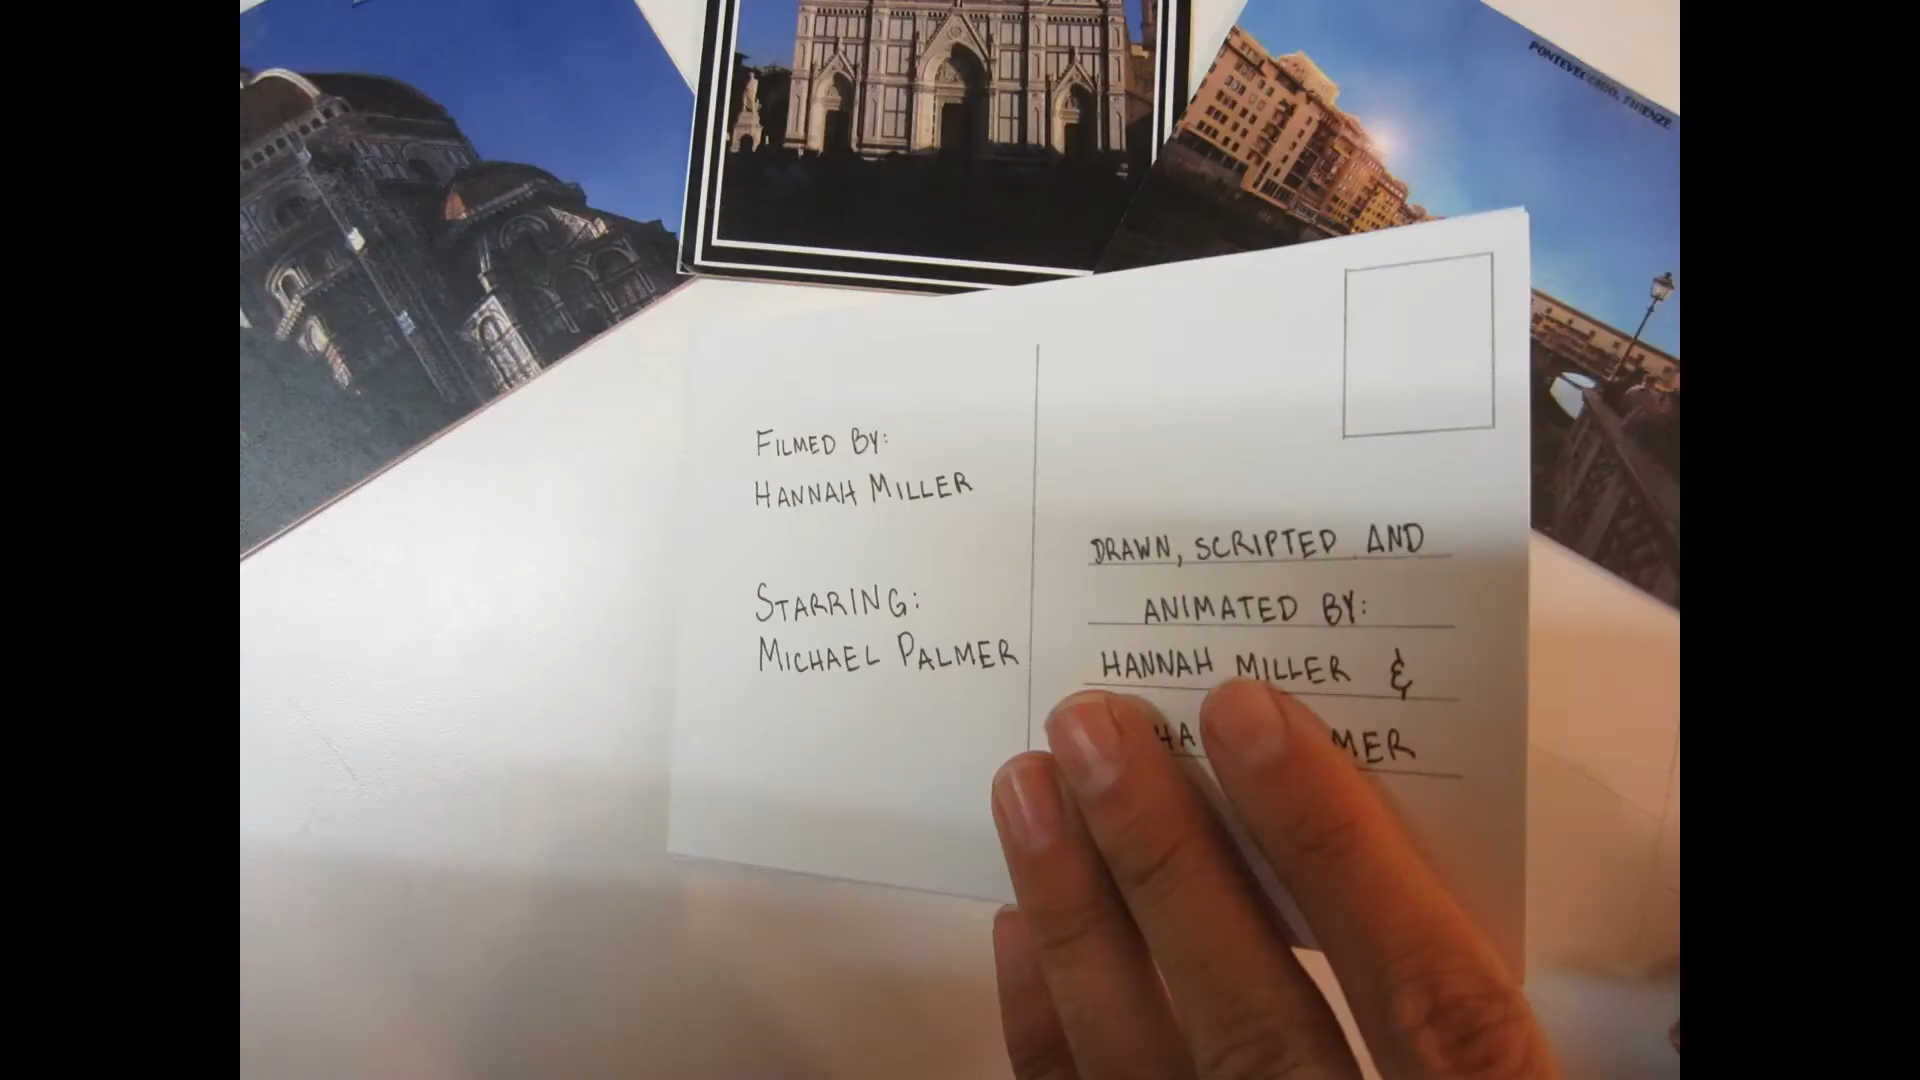 PONTEVECCHIO, FIRENZE
FILMED BY:
HANNAH MILLER
STARRING:
MICHAEL PALMER
DRAWN, SCRIPTED AND
ANIMATED BY:
HANNAH MILLER &